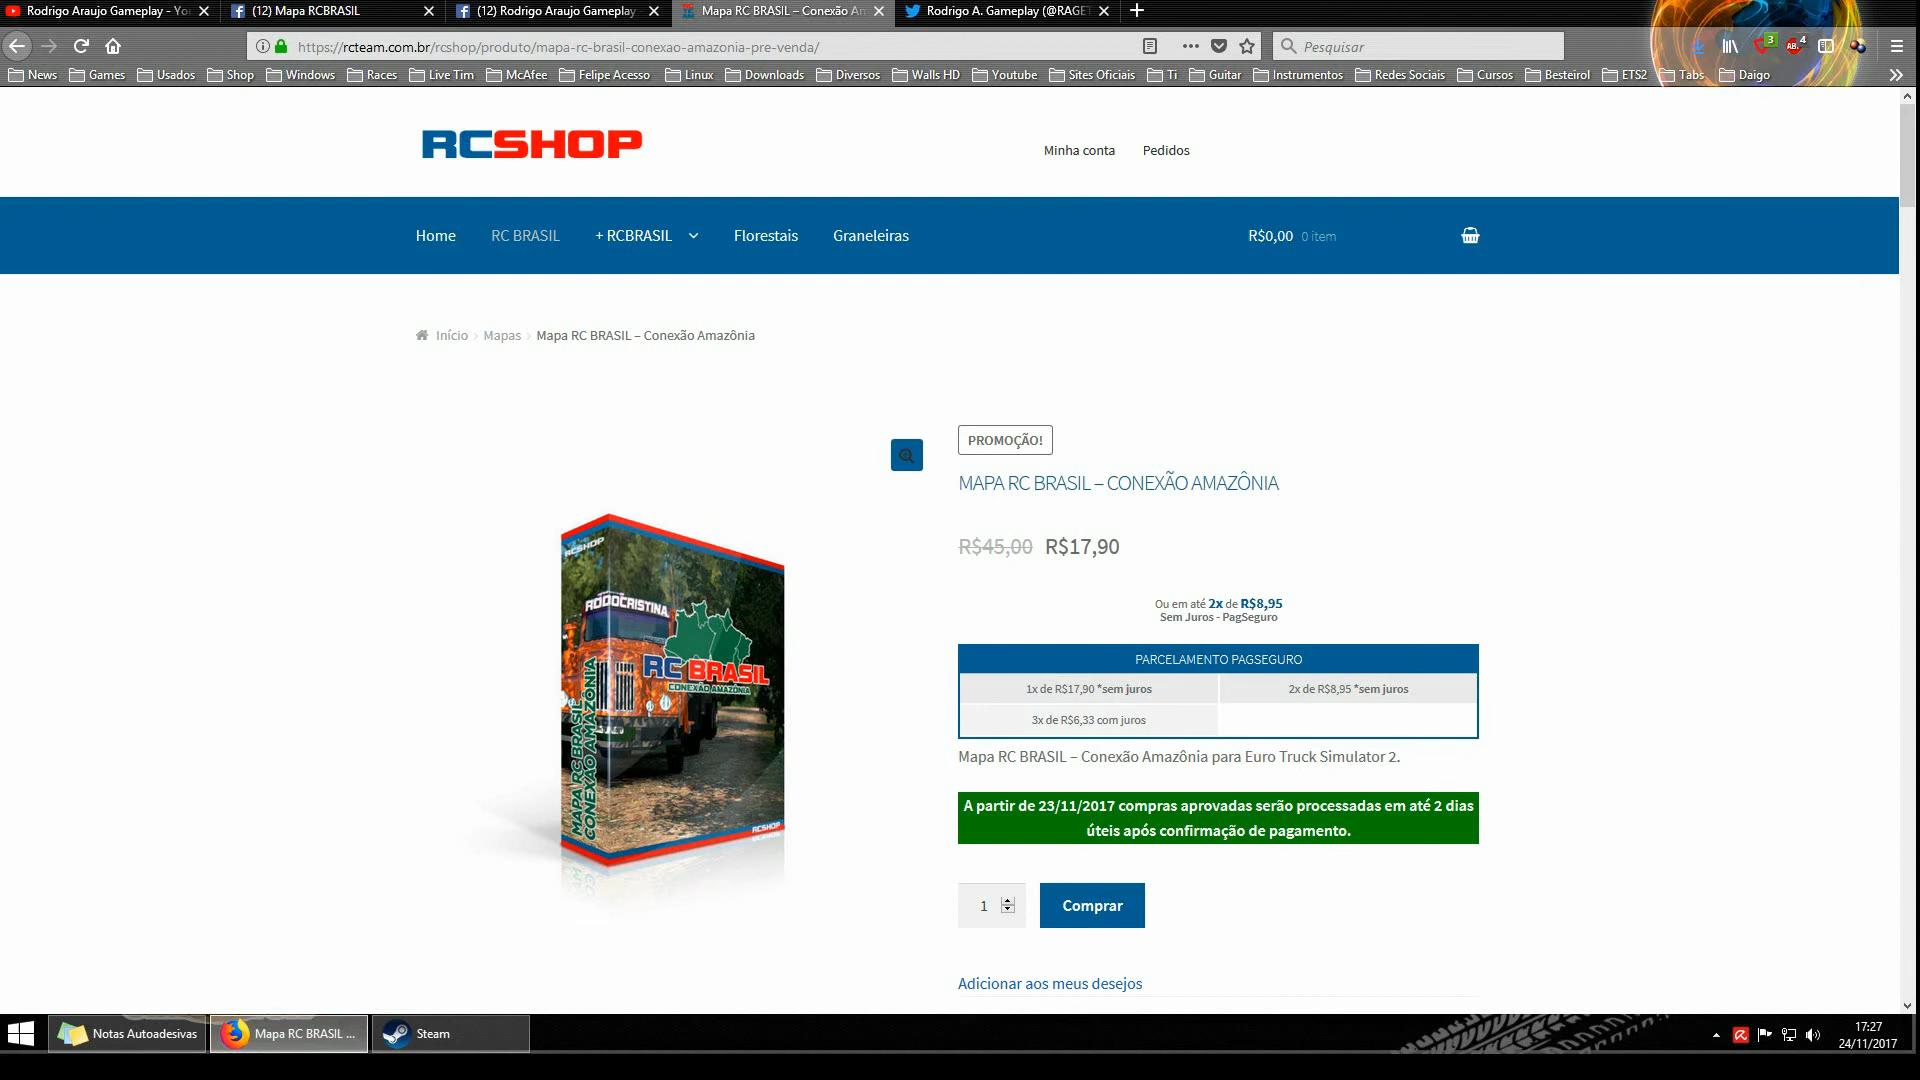 Rodrigo Araujo Gameplay - You
(12) Mapa RCBRASIL
(12) Rodrigo Araujo Gameplay
Mapa RC BRASIL – Conexão Am
Rodrigo A. Gameplay (@RAGET
https://rcteam.com.br/rcshop/produto/mapa-rc-brasil-conexao-amazonia-pre-venda/
Pesquisar
3
4
News
Games
Usados
Shop
Windows
Races
Live Tim
McAfee
Felipe Acesso
Linux
Downloads
Diversos
Walls HD
Youtube
Sites Oficiais
Ti
Guitar
Instrumentos
Redes Sociais
Cursos
Besteirol
ETS2
Tabs
Daigo
RCSHOP
Minha conta
Pedidos
Home
RC BRASIL
+ RCBRASIL
Florestais
Graneleiras
R$0,00 0 item
Início
Mapas
Mapa RC BRASIL – Conexão Amazônia
PROMOÇÃO!
MAPA RC BRASIL – CONEXÃO AMAZÔNIA
R$45,00 R$17,90
Ou em até 2x de R$8,95
Sem Juros - PagSeguro
PARCELAMENTO PAGSEGURO
1x de R$17,90 *sem juros
2x de R$8,95 *sem juros
3x de R$6,33 com juros
Mapa RC BRASIL – Conexão Amazônia para Euro Truck Simulator 2.
A partir de 23/11/2017 compras aprovadas serão processadas em até 2 dias
úteis após confirmação de pagamento.
1
Comprar
Adicionar aos meus desejos
RCSHOP
RODOCRISTINA
RC BRASIL
CONEXÃO AMAZÔNIA
MAPA RC BRASIL
CONEXÃO AMAZÔNIA
RCSHOP
Notas Autoadesivas
Mapa RC BRASIL ...
Steam
17:27
24/11/2017